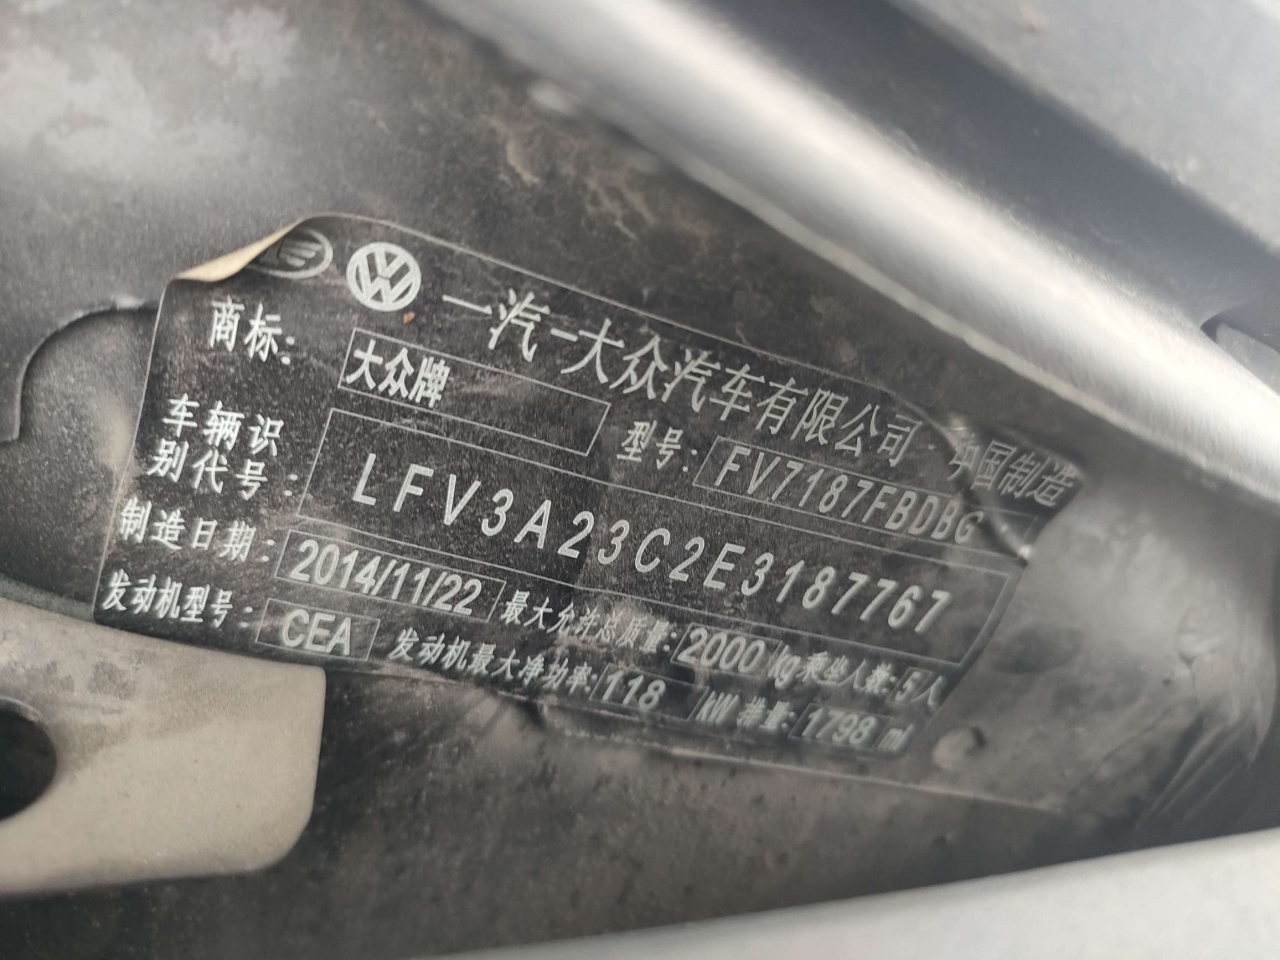 一汽-大众汽车有限公司 · 中国制造
商标: 大众牌 型号: FV7187FBDBG
车辆识别代号: LFV3A23C2E3187767
制造日期: 2014/11/22 最大允许总质量: 2000 kg 乘坐人数: 5人
发动机型号: CEA 发动机最大净功率: 118 kW 排量: 1798 ml